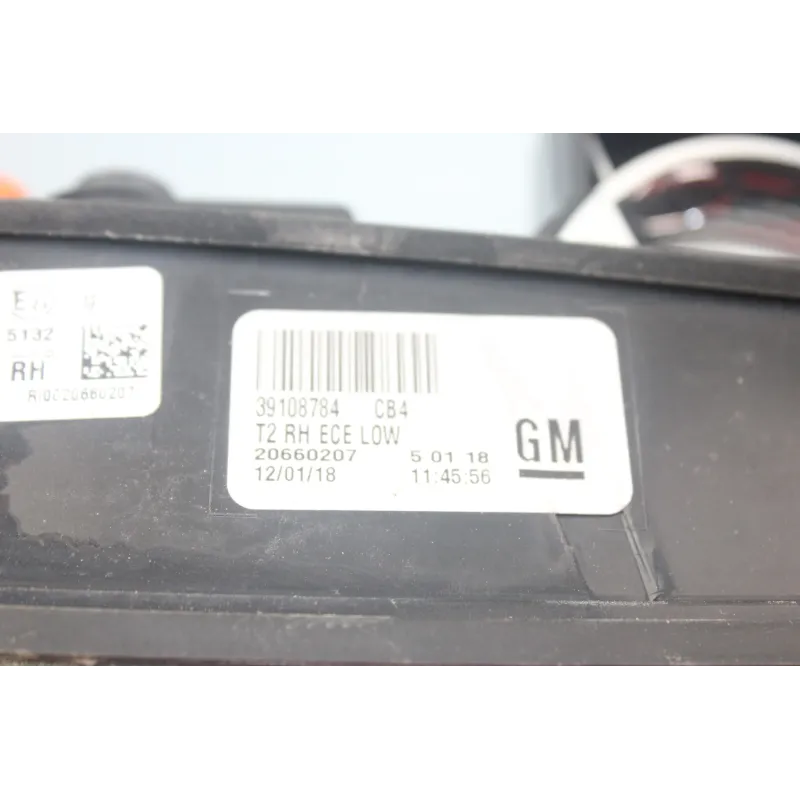 5132
RH
39108784 CB4
T2 RH ECE LOW
20660207 5 01 18
12/01/18 11:45:56
GM